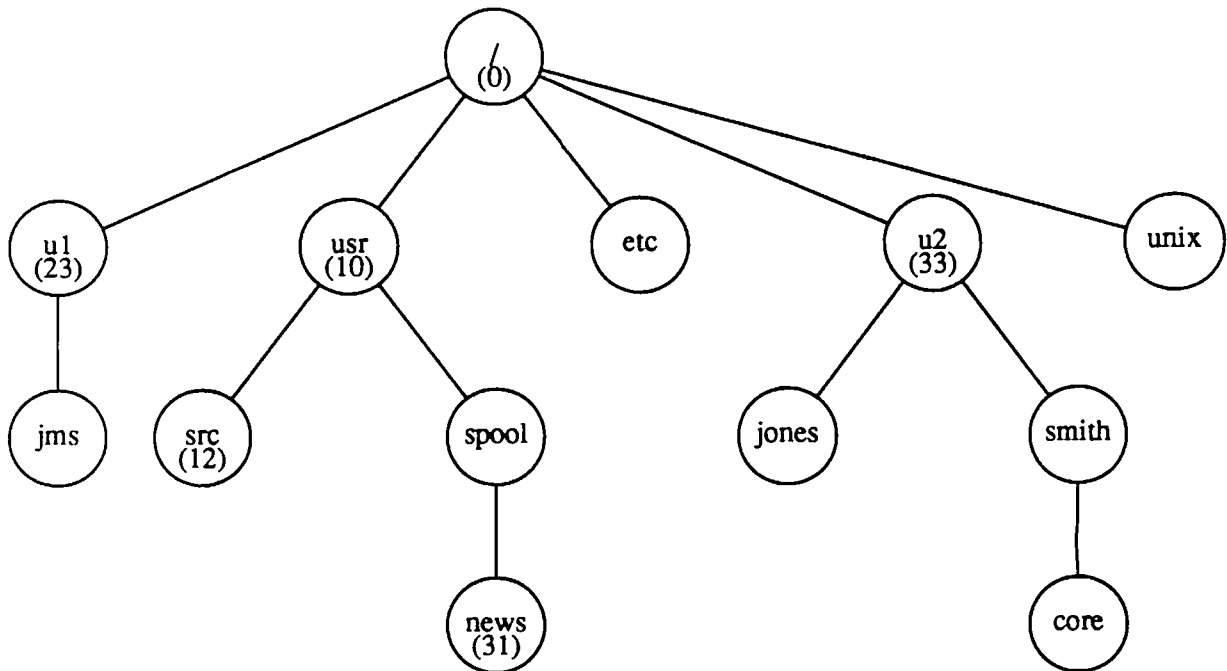 /
(0)
u1
(23)
usr
(10)
etc
u2
(33)
unix
jms
src
(12)
spool
jones
smith
news
(31)
core